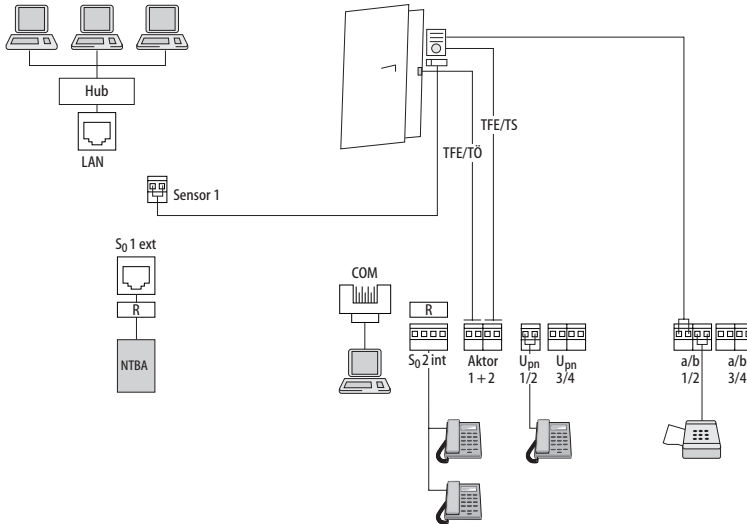 Hub
LAN
TFE/TS
TFE/TÖ
Sensor 1
S0 1 ext
R
NTBA
COM
R
S0 2 int
Aktor
1 + 2
Upn
1/2
Upn
3/4
a/b
1/2
a/b
3/4